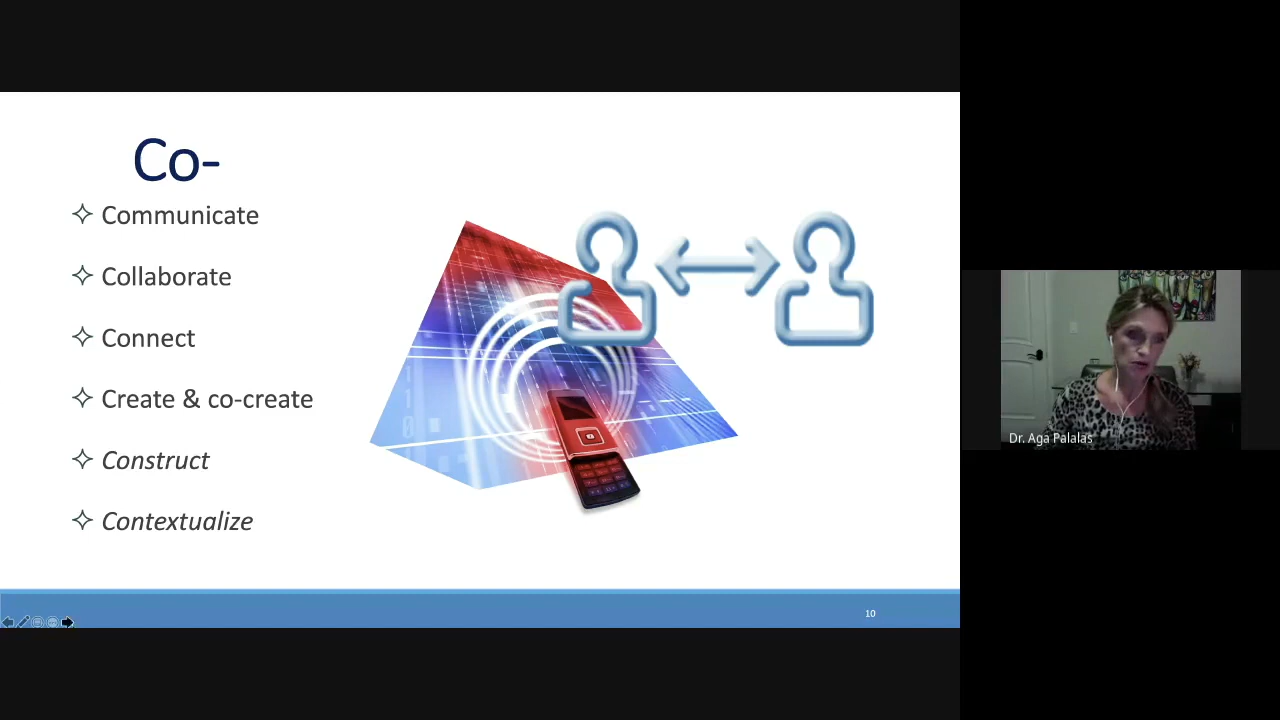 Co-
Communicate
Collaborate
Connect
Create & co-create
Construct
Contextualize
10
Dr. Aga Palalas